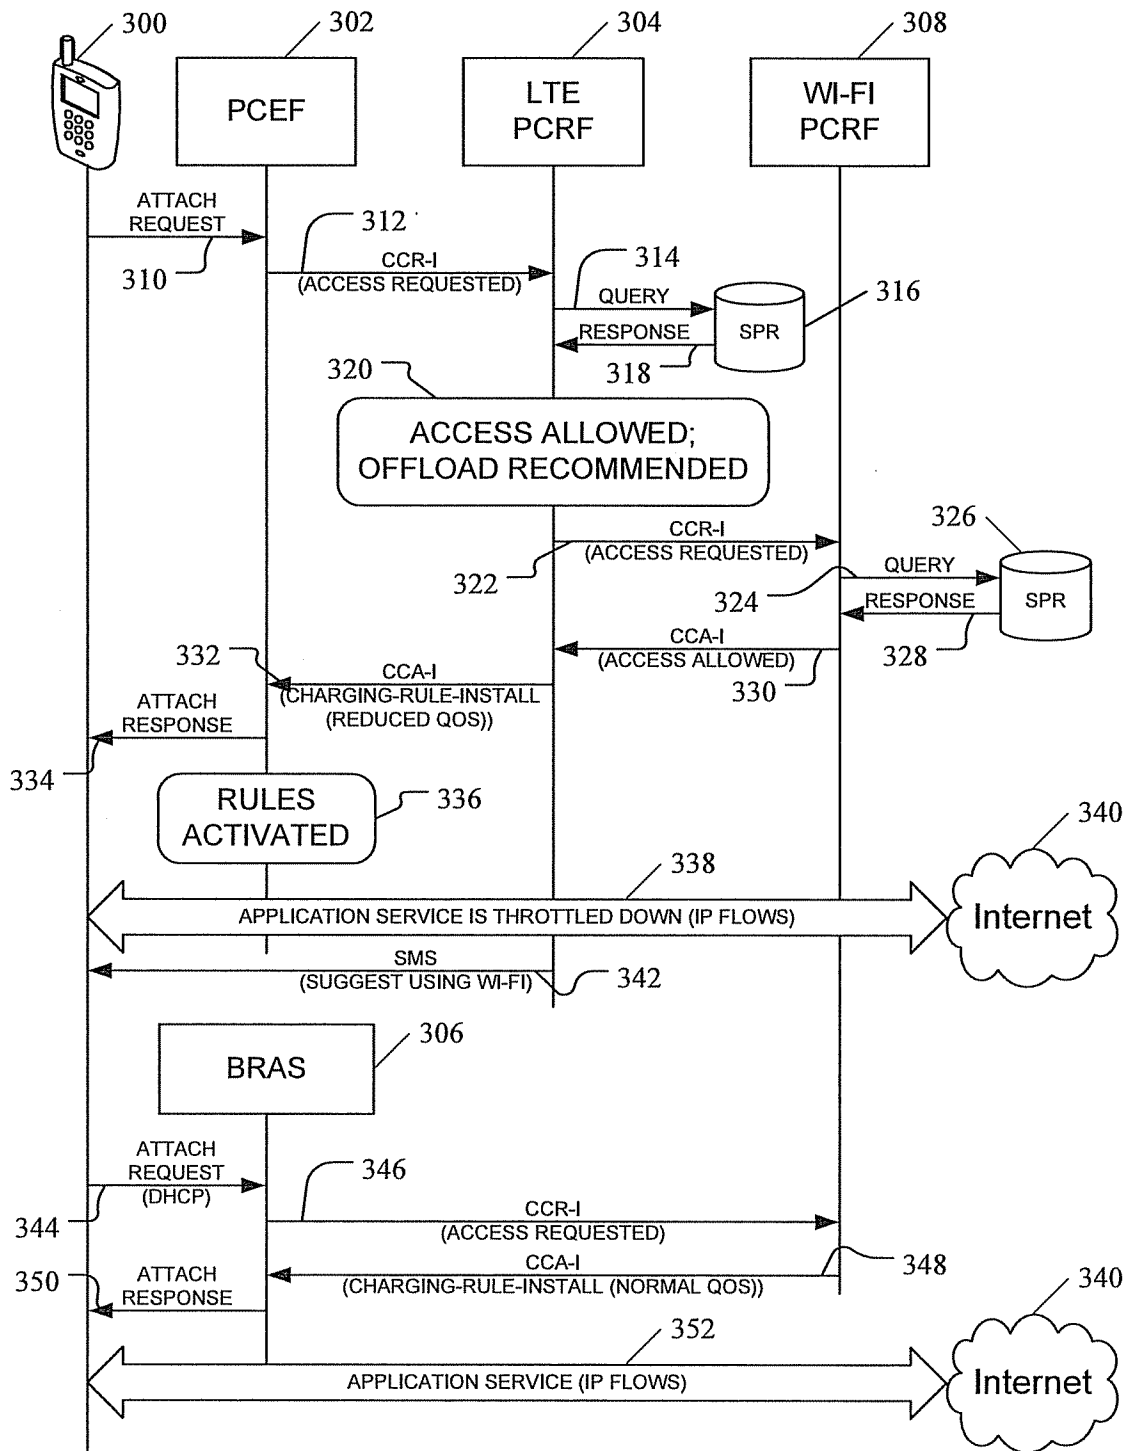 300
302
304
308
PCEF
LTE
PCRF
WI-FI
PCRF
ATTACH
REQUEST
310
312
CCR-I
(ACCESS REQUESTED)
314
QUERY
316
SPR
RESPONSE
318
320
ACCESS ALLOWED;
OFFLOAD RECOMMENDED
CCR-I
(ACCESS REQUESTED)
322
326
QUERY
324
SPR
RESPONSE
328
CCA-I
(ACCESS ALLOWED)
330
332
CCA-I
(CHARGING-RULE-INSTALL
(REDUCED QOS))
ATTACH
RESPONSE
334
RULES
ACTIVATED
336
338
340
APPLICATION SERVICE IS THROTTLED DOWN (IP FLOWS)
Internet
SMS
(SUGGEST USING WI-FI)
342
306
BRAS
ATTACH
REQUEST
(DHCP)
344
346
CCR-I
(ACCESS REQUESTED)
CCA-I
(CHARGING-RULE-INSTALL (NORMAL QOS))
348
350
ATTACH
RESPONSE
340
352
APPLICATION SERVICE (IP FLOWS)
Internet